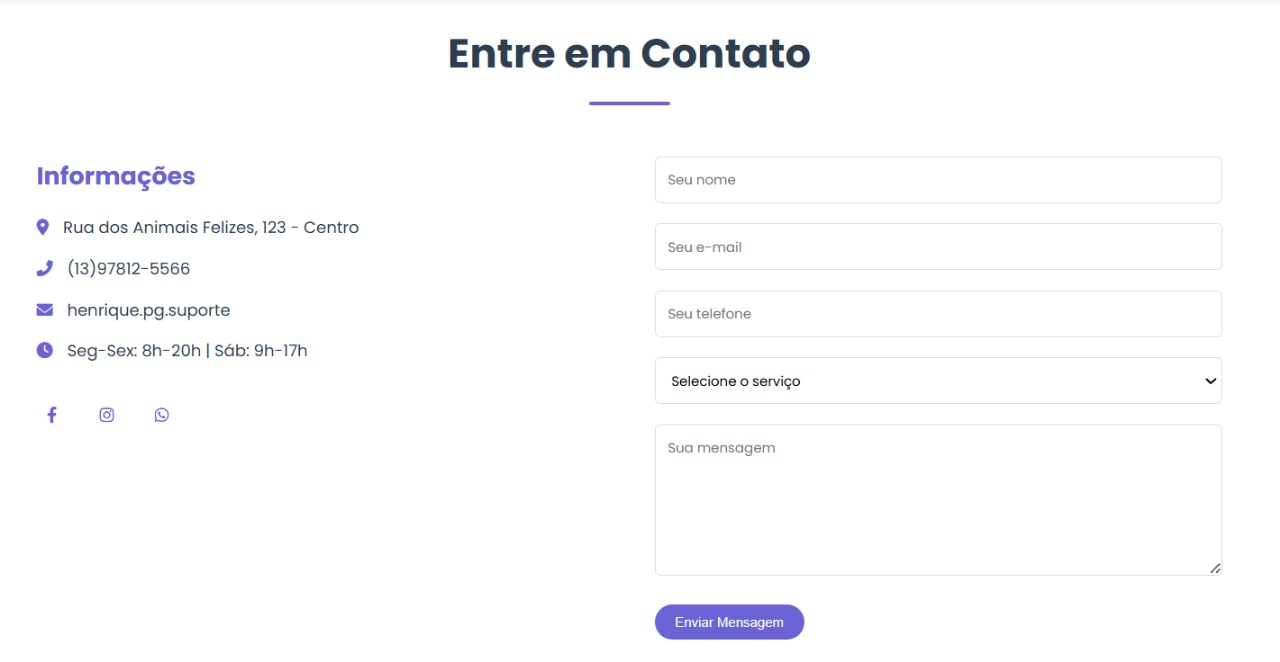 Entre em Contato
Informações
Rua dos Animais Felizes, 123 - Centro
(13)97812-5566
henrique.pg.suporte
Seg-Sex: 8h-20h | Sáb: 9h-17h
Seu nome
Seu e-mail
Seu telefone
Selecione o serviço
Sua mensagem
Enviar Mensagem